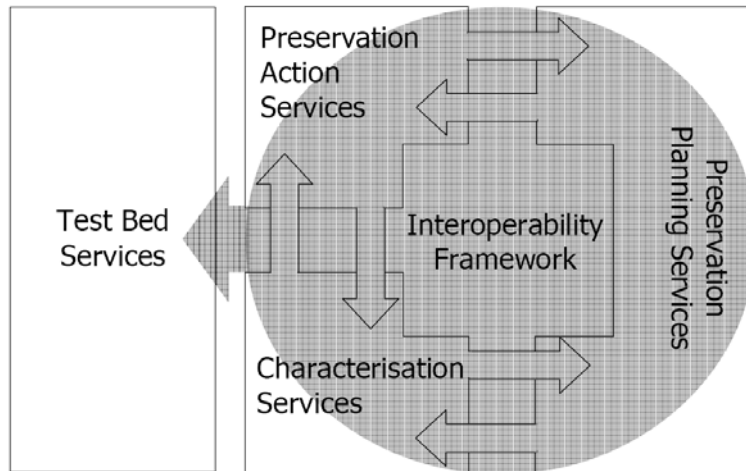 Preservation
Action
Services
Test Bed
Services
Interoperability
Framework
Preservation
Planning Services
Characterisation
Services